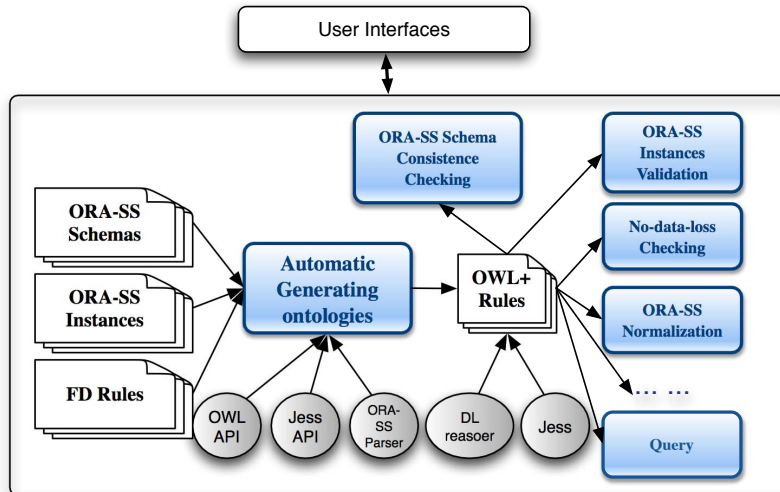 User Interfaces
ORA-SS Schema
Consistence
Checking
ORA-SS
Instances
Validation
ORA-SS
Schemas
No-data-loss
Checking
Automatic
Generating
ontologies
OWL+
Rules
ORA-SS
Instances
ORA-SS
Normalization
FD Rules
... ...
OWL
API
Jess
API
ORA-
SS
Parser
DL
reasoer
Jess
Query